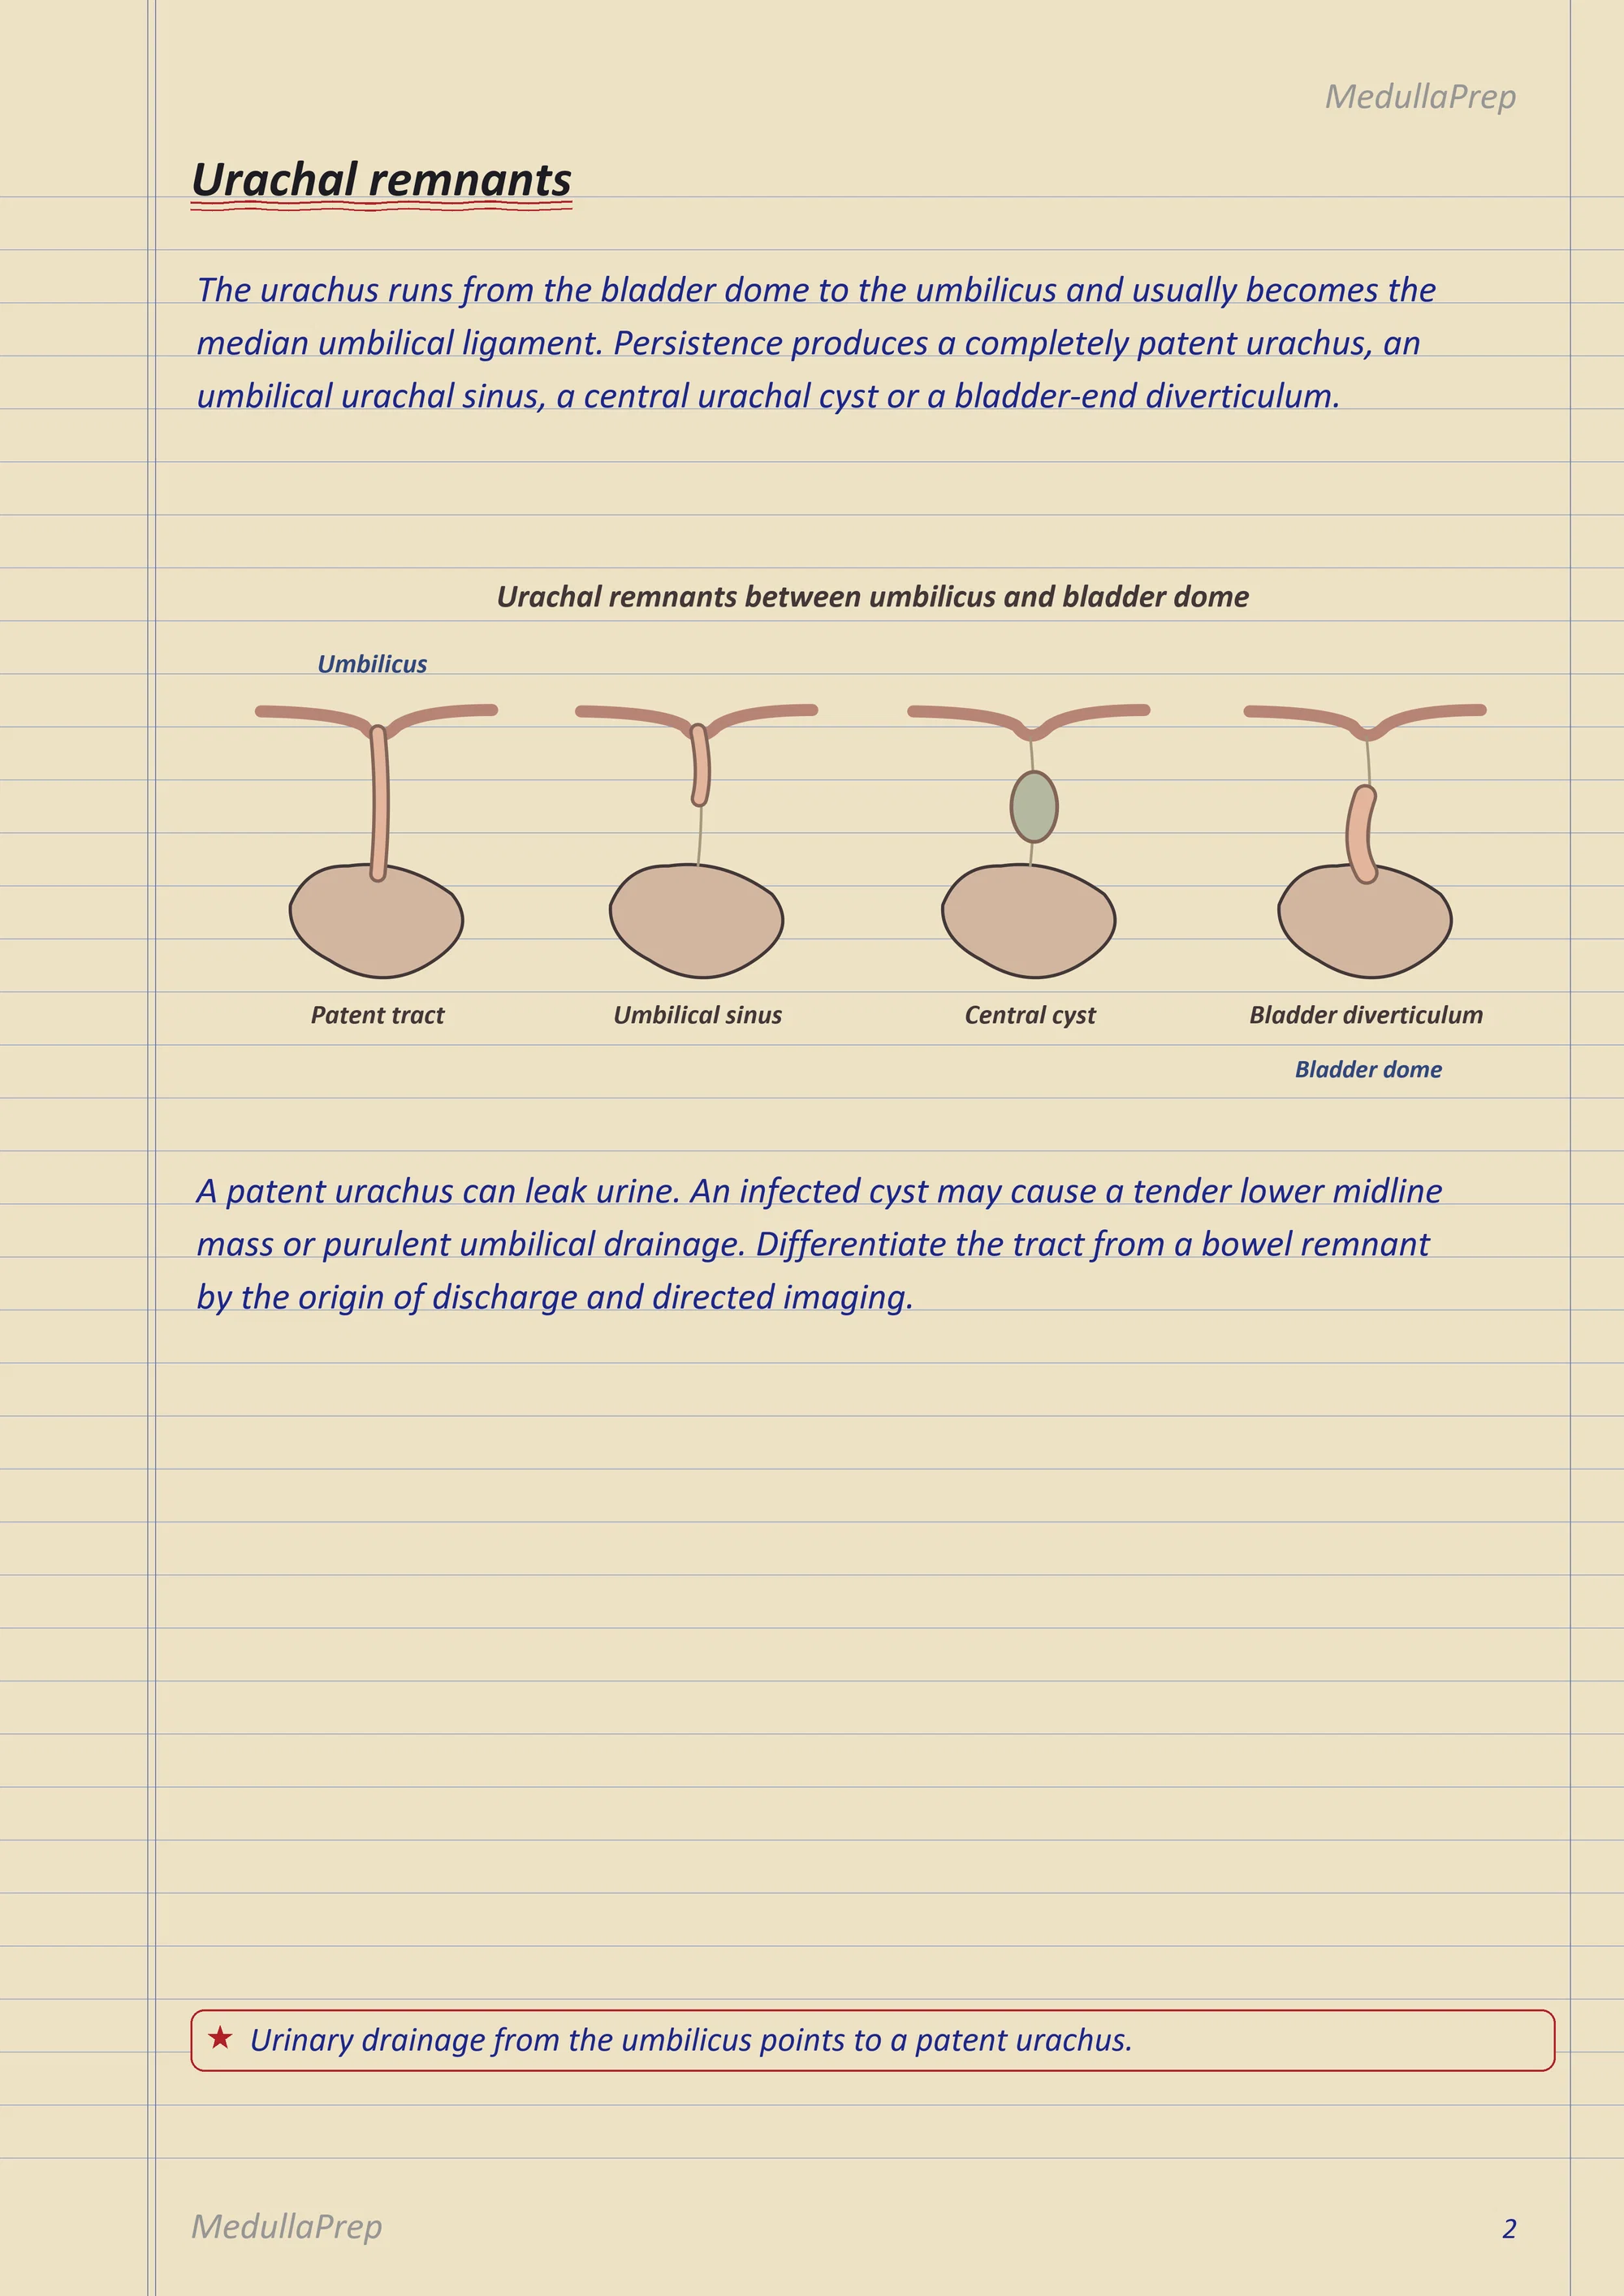 MedullaPrep
Urachal remnants
The urachus runs from the bladder dome to the umbilicus and usually becomes the
median umbilical ligament. Persistence produces a completely patent urachus, an
umbilical urachal sinus, a central urachal cyst or a bladder-end diverticulum.
Urachal remnants between umbilicus and bladder dome
Umbilicus
Patent tract
Umbilical sinus
Central cyst
Bladder diverticulum
Bladder dome
A patent urachus can leak urine. An infected cyst may cause a tender lower midline
mass or purulent umbilical drainage. Differentiate the tract from a bowel remnant
by the origin of discharge and directed imaging.
★ Urinary drainage from the umbilicus points to a patent urachus.
MedullaPrep
2